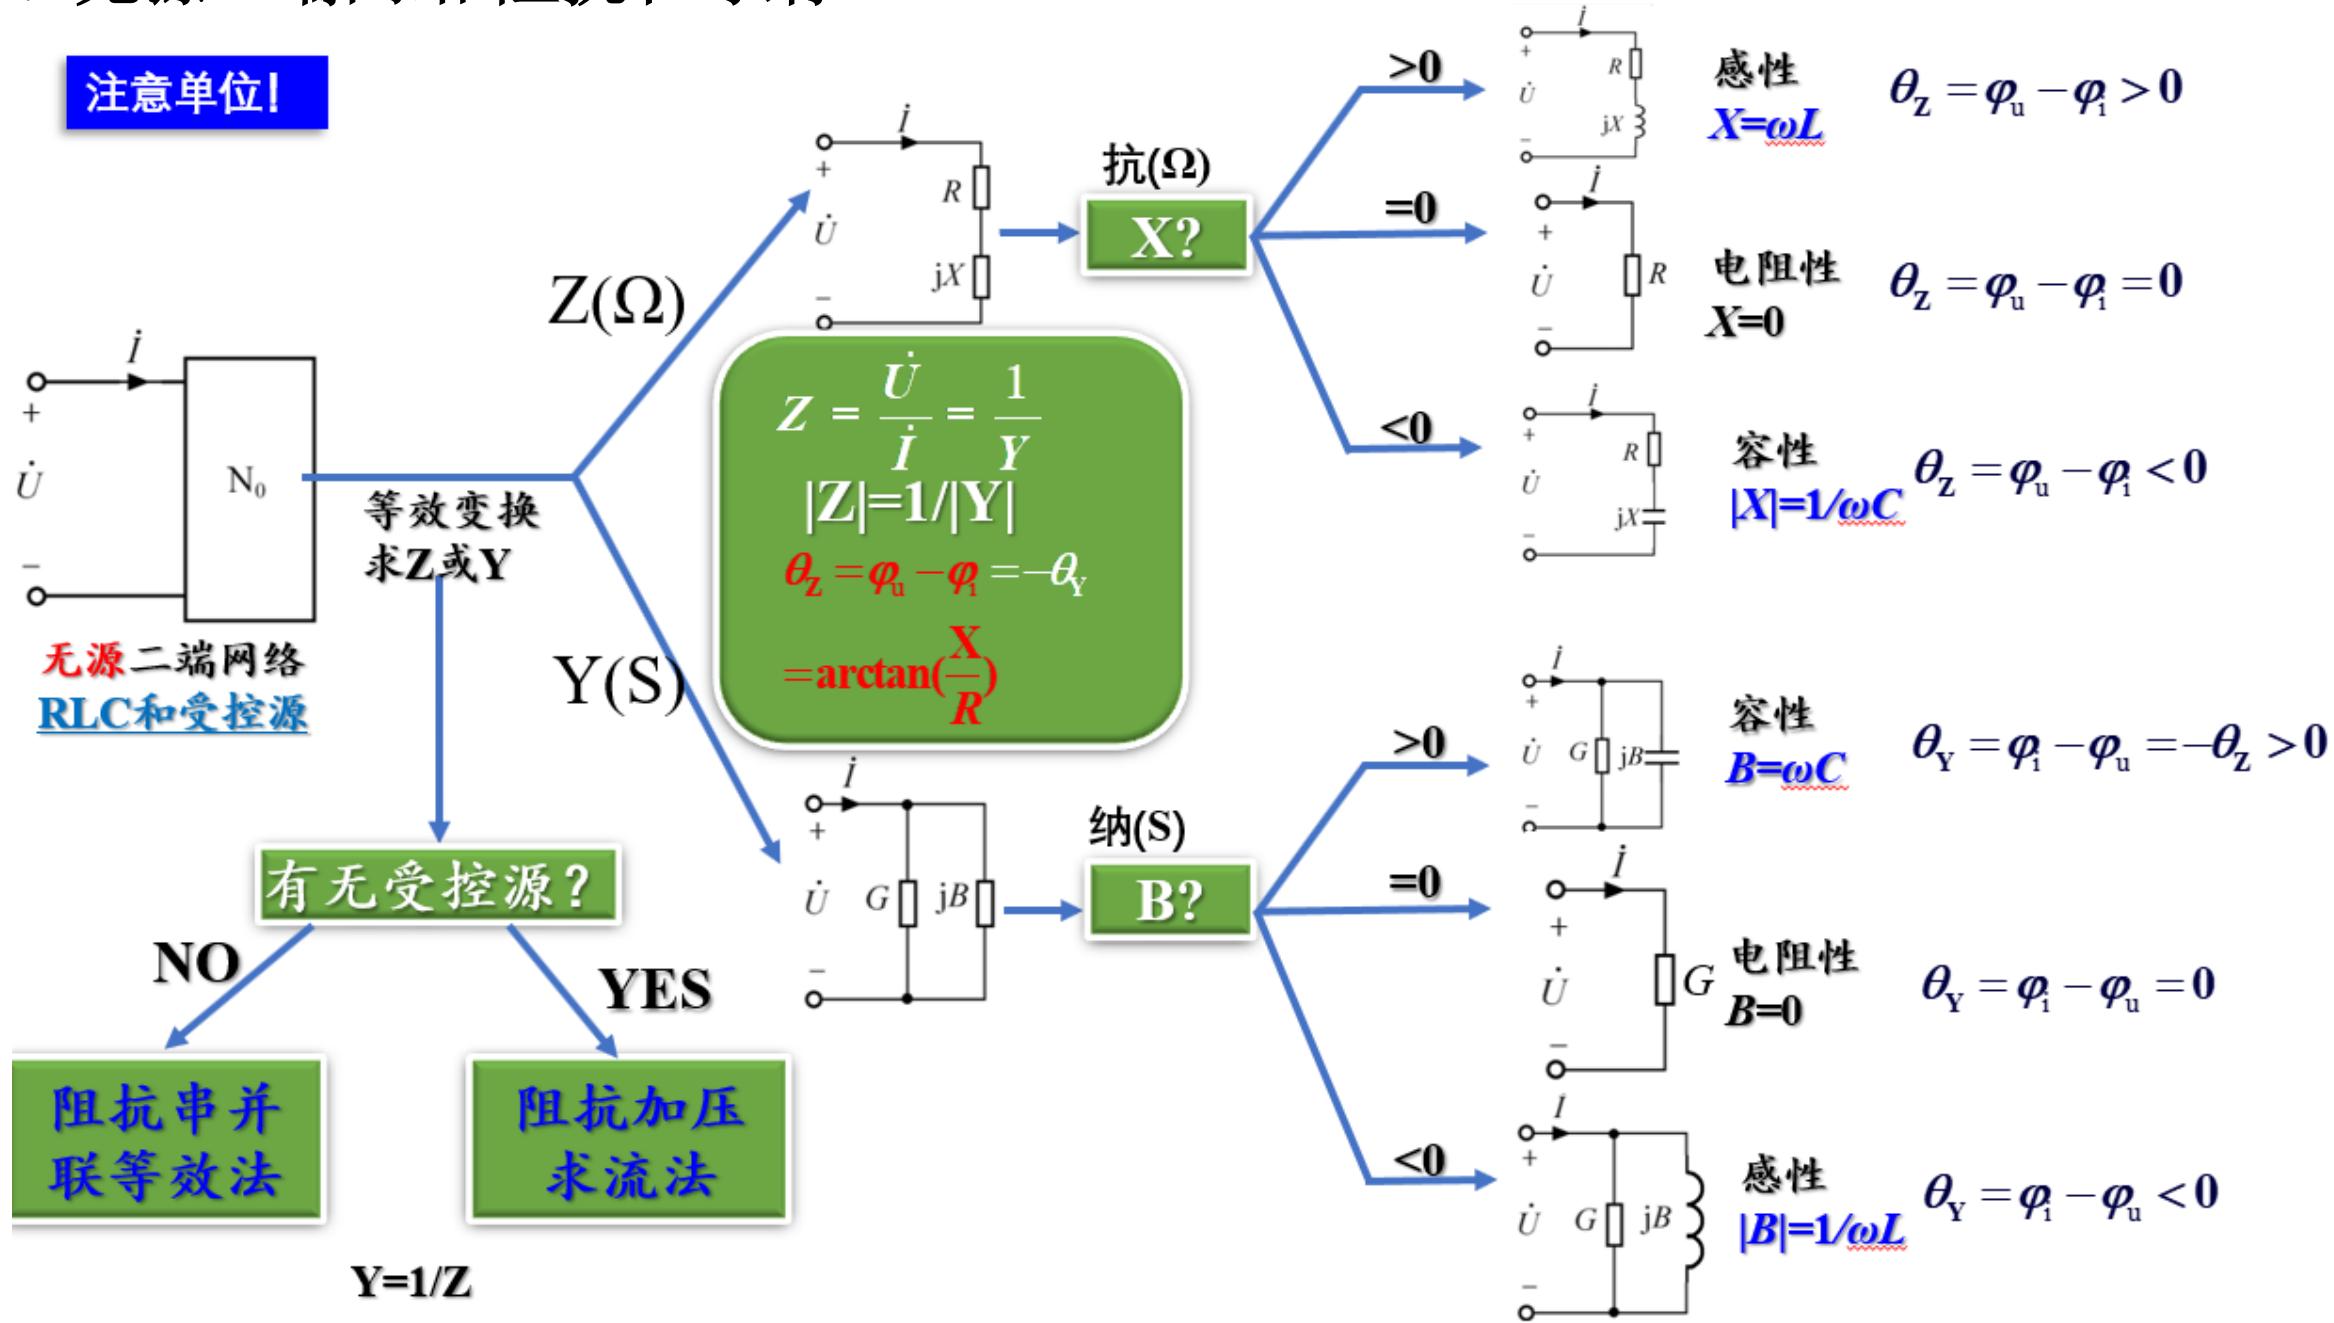 注意单位!
İ
+
U̇
−
N₀
无源二端网络
RLC和受控源
等效变换
求Z或Y
有无受控源?
NO
YES
阻抗串并
联等效法
阻抗加压
求流法
Y=1/Z
Z(Ω)
Y(S)
İ
+
U̇
−
R
jX
Z = U̇/İ = 1/Y
|Z|=1/|Y|
θZ = φu − φi = −θY
=arctan(X/R)
İ
+
U̇
−
G
jB
抗(Ω)
X?
>0
=0
<0
纳(S)
B?
>0
=0
<0
İ
+
U̇
−
R
jX
感性
X=ωL
θZ = φu − φi > 0
İ
+
U̇
−
R
电阻性
X=0
θZ = φu − φi = 0
İ
+
U̇
−
R
jX
容性
|X|=1/ωC
θZ = φu − φi < 0
İ
+
U̇
−
G
jB
容性
B=ωC
θY = φi − φu = −θZ > 0
İ
+
U̇
−
G
电阻性
B=0
θY = φi − φu = 0
İ
+
U̇
−
G
jB
感性
|B|=1/ωL
θY = φi − φu < 0